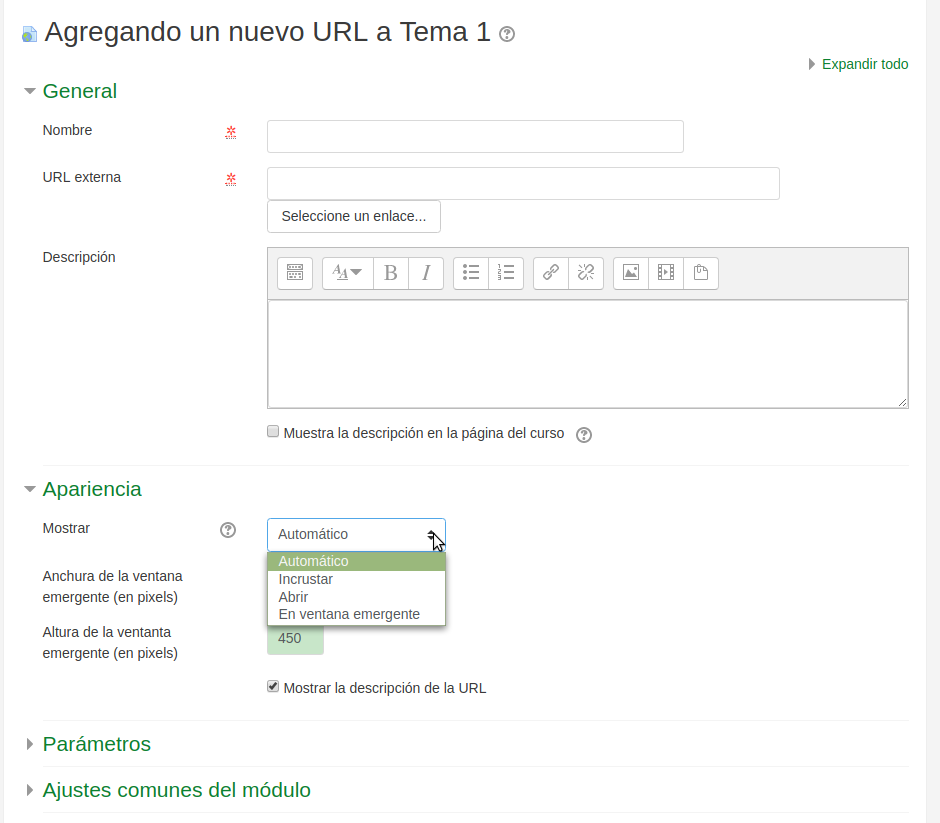 Agregando un nuevo URL a Tema 1
Expandir todo
General
Nombre
URL externa
Seleccione un enlace...
Descripción
Muestra la descripción en la página del curso
Apariencia
Mostrar
Automático
Automático
Incrustar
Abrir
En ventana emergente
Anchura de la ventana
emergente (en pixels)
Altura de la ventanta
emergente (en pixels)
450
Mostrar la descripción de la URL
Parámetros
Ajustes comunes del módulo